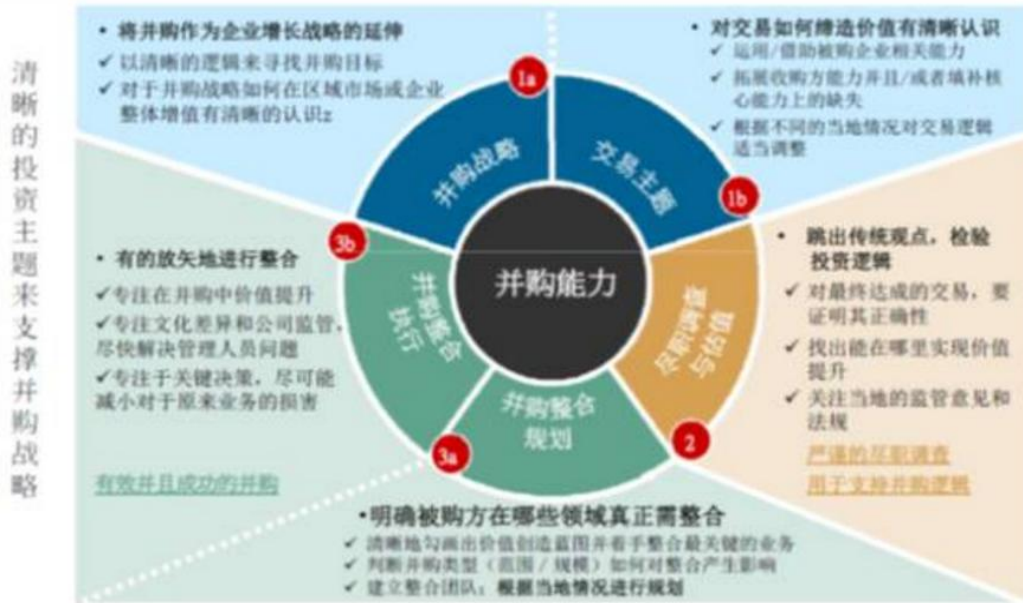 清晰的投资主题来支撑并购战略
• 将并购作为企业增长战略的延伸
✓ 以清晰的逻辑来寻找并购目标
✓ 对于并购战略如何在区域市场或企业
整体增值有清晰的认识z
• 对交易如何缔造价值有清晰认识
✓ 运用/借助被购企业相关能力
✓ 拓展收购方能力并且/或者填补核
心能力上的缺失
✓ 根据不同的当地情况对交易逻辑
适当调整
1a
1b
并购战略
交易主题
3b
并购能力
并购整合
执行
尽职调查
与估值
并购整合
规划
3a
2
• 有的放矢地进行整合
✓专注在并购中价值提升
✓专注文化差异和公司监管,
尽快解决管理人员问题
✓专注于关键决策，尽可能
减小对于原来业务的损害
有效并且成功的并购
• 跳出传统观点，检验
投资逻辑
✓ 对最终达成的交易，要
证明其正确性
✓ 找出能在哪里实现价值
提升
✓ 关注当地的监管意见和
法规
严谨的尽职调查
用于支持并购逻辑
•明确被购方在哪些领域真正需整合
✓ 清晰地勾画出价值创造蓝图并着手整合最关键的业务
✓ 判断并购类型（范围 / 规模）如何对整合产生影响
✓ 建立整合团队：根据当地情况进行规划